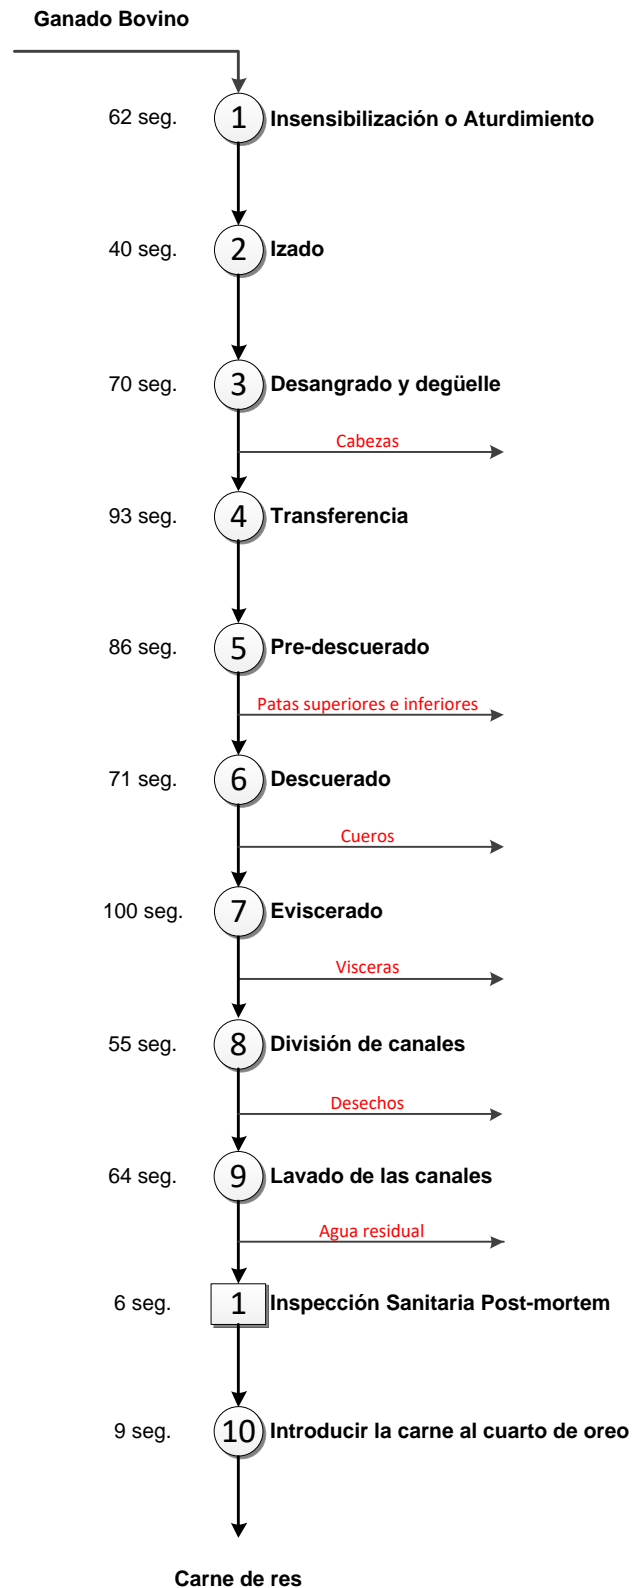 Ganado Bovino
62 seg. 1 Insensibilización o Aturdimiento
40 seg. 2 Izado
70 seg. 3 Desangrado y degüelle
Cabezas
93 seg. 4 Transferencia
86 seg. 5 Pre-descuerado
Patas superiores e inferiores
71 seg. 6 Descuerado
Cueros
100 seg. 7 Eviscerado
Visceras
55 seg. 8 División de canales
Desechos
64 seg. 9 Lavado de las canales
Agua residual
6 seg. 1 Inspección Sanitaria Post-mortem
9 seg. 10 Introducir la carne al cuarto de oreo
Carne de res